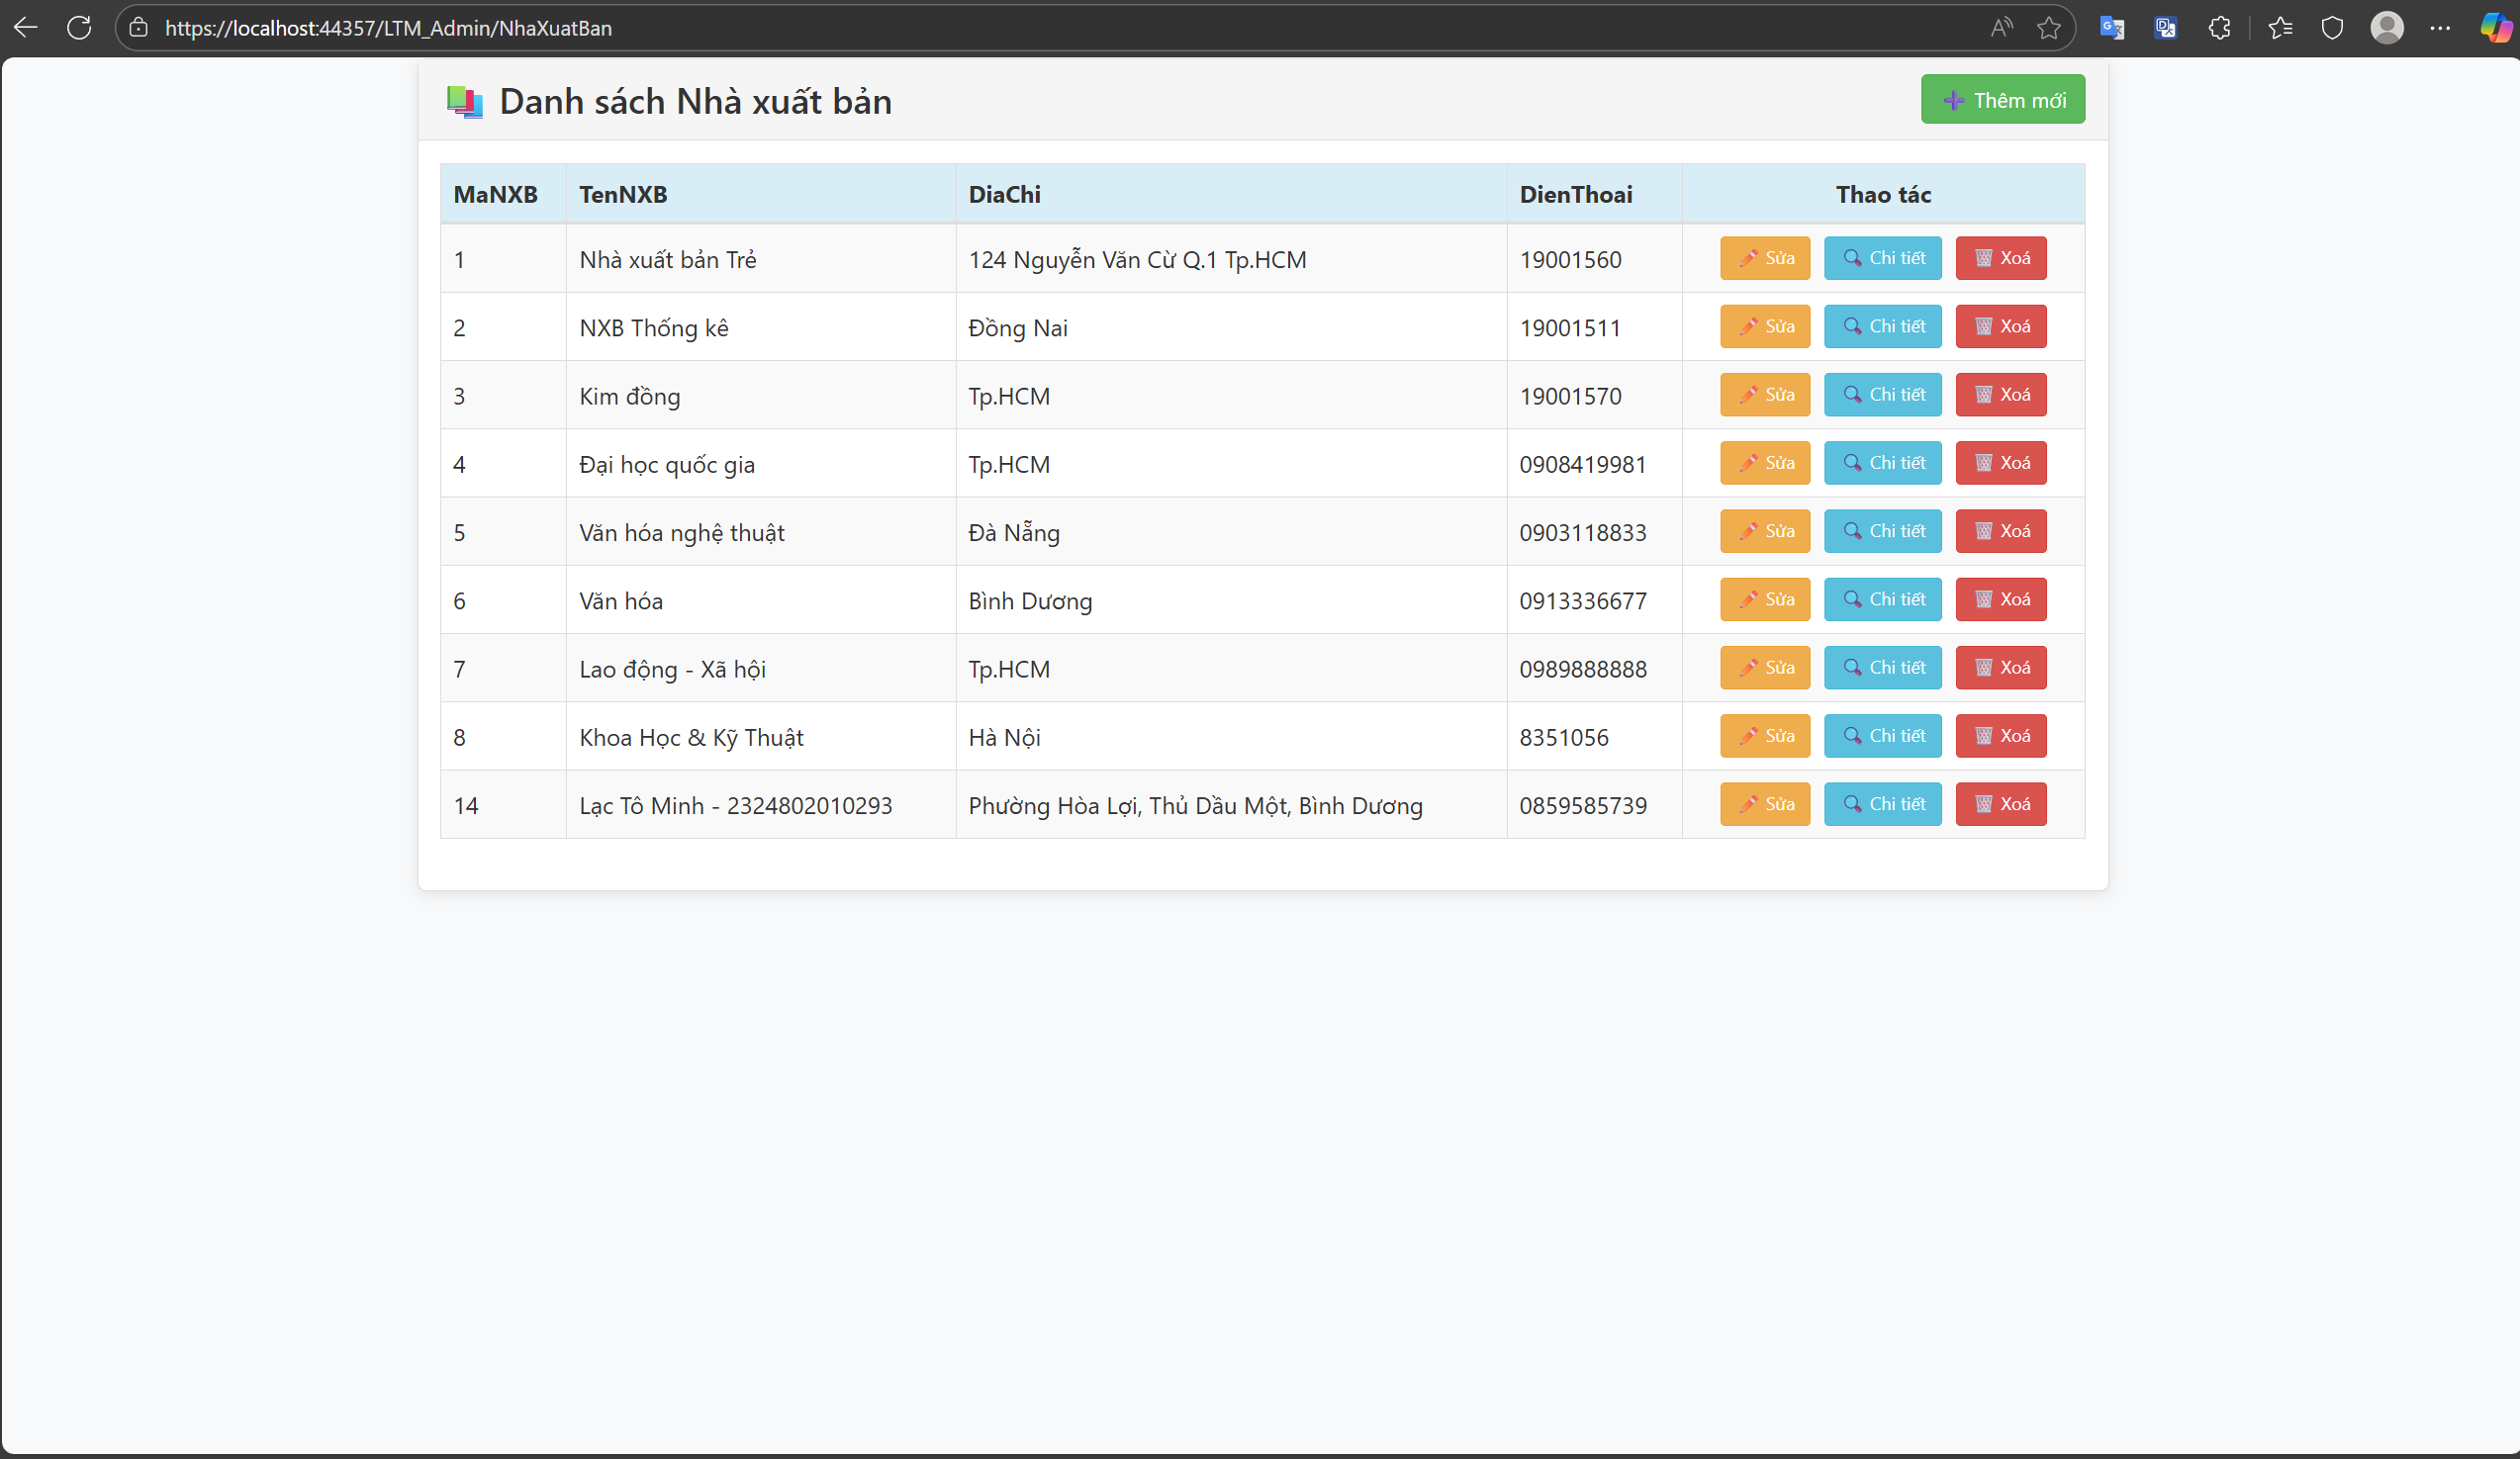 https://localhost:44357/LTM_Admin/NhaXuatBan
Danh sách Nhà xuất bản
Thêm mới
MaNXB TenNXB DiaChi DienThoai Thao tác
1 Nhà xuất bản Trẻ 124 Nguyễn Văn Cừ Q.1 Tp.HCM 19001560 Sửa Chi tiết Xoá
2 NXB Thống kê Đồng Nai 19001511 Sửa Chi tiết Xoá
3 Kim đồng Tp.HCM 19001570 Sửa Chi tiết Xoá
4 Đại học quốc gia Tp.HCM 0908419981 Sửa Chi tiết Xoá
5 Văn hóa nghệ thuật Đà Nẵng 0903118833 Sửa Chi tiết Xoá
6 Văn hóa Bình Dương 0913336677 Sửa Chi tiết Xoá
7 Lao động - Xã hội Tp.HCM 0989888888 Sửa Chi tiết Xoá
8 Khoa Học & Kỹ Thuật Hà Nội 8351056 Sửa Chi tiết Xoá
14 Lạc Tô Minh - 2324802010293 Phường Hòa Lợi, Thủ Dầu Một, Bình Dương 0859585739 Sửa Chi tiết Xoá